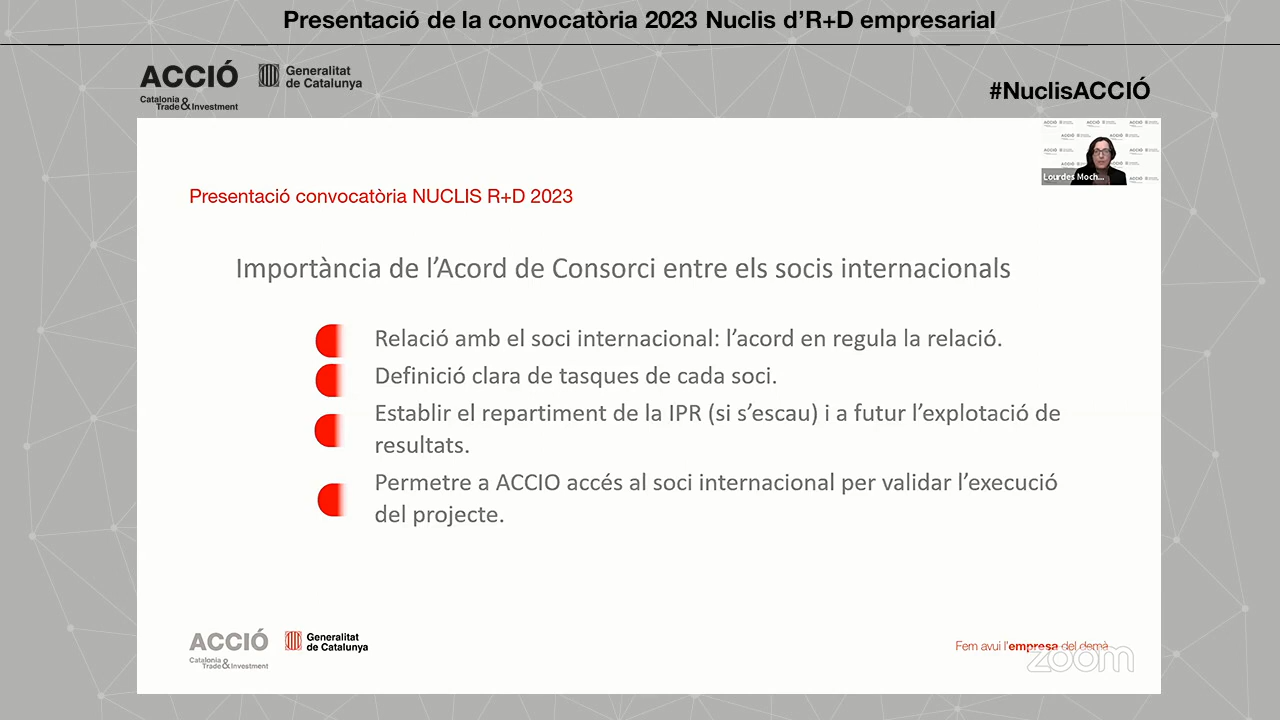 Presentació de la convocatòria 2023 Nuclis d'R+D empresarial
ACCIÓ
Catalonia
Trade & Investment
Generalitat
de Catalunya
#NuclisACCIÓ
Lourdes Moch...
Presentació convocatòria NUCLIS R+D 2023
Importància de l'Acord de Consorci entre els socis internacionals
Relació amb el soci internacional: l'acord en regula la relació.
Definició clara de tasques de cada soci.
Establir el repartiment de la IPR (si s'escau) i a futur l'explotació de
resultats.
Permetre a ACCIO accés al soci internacional per validar l'execució
del projecte.
ACCIÓ
Catalonia
Trade & Investment
Generalitat
de Catalunya
Fem avui l'empresa del demà
zoom